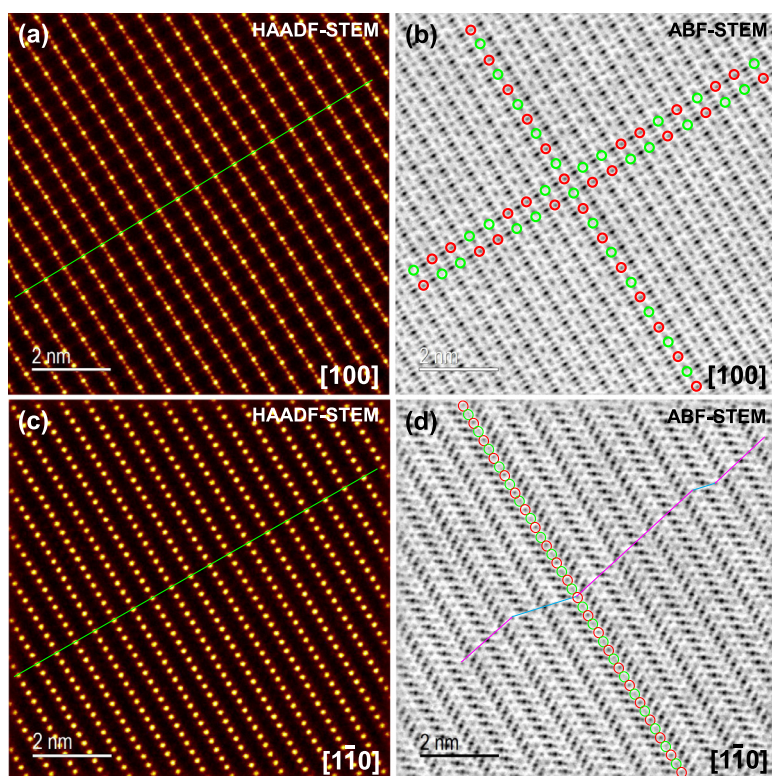 (a) HAADF-STEM
2 nm [100]
(b) ABF-STEM
2 nm [100]
(c) HAADF-STEM
2 nm [11̄0]
(d) ABF-STEM
2 nm [11̄0]